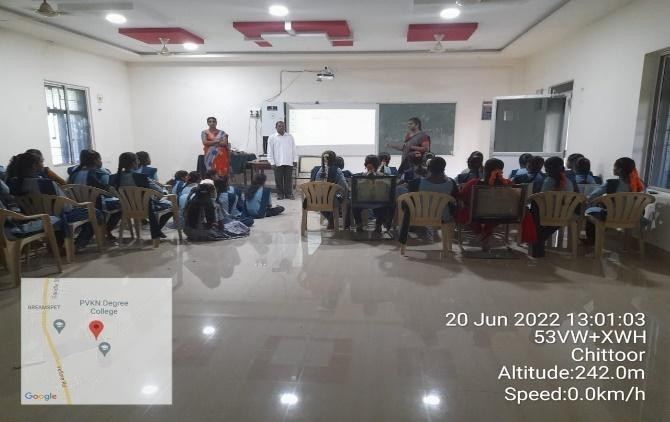 PVKN Degree
College
GREAMSPET
Google
20 Jun 2022 13:01:03
53VW+XWH
Chittoor
Altitude:242.0m
Speed:0.0km/h